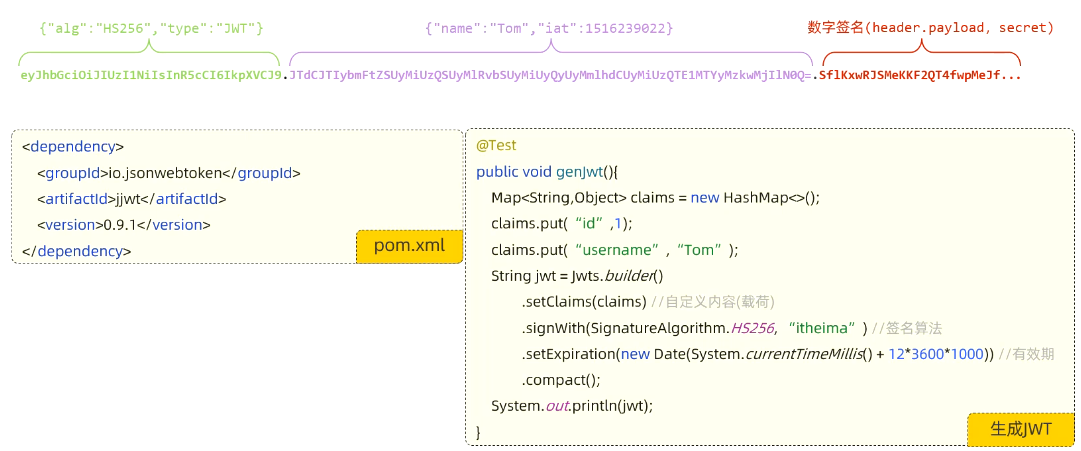 {"alg":"HS256","type":"JWT"}
{"name":"Tom","iat":1516239022}
数字签名(header.payload, secret)
eyJhbGciOiJIUzI1NiIsInR5cCI6IkpXVCJ9.JTdCJTIybmFtZSUyMiUzQSUyMlRvbSUyMiUyQyUyMmlhdCUyMiUzQTE1MTYyMzkwMjIlN0Q=.SflKxwRJSMeKKF2QT4fwpMeJf...
<dependency>
<groupId>io.jsonwebtoken</groupId>
<artifactId>jjwt</artifactId>
<version>0.9.1</version>
</dependency>
pom.xml
@Test
public void genJwt(){
Map<String,Object> claims = new HashMap<>();
claims.put( “id” ,1);
claims.put( “username” , “Tom” );
String jwt = Jwts.builder()
.setClaims(claims) //自定义内容(载荷)
.signWith(SignatureAlgorithm.HS256, “itheima” ) //签名算法
.setExpiration(new Date(System.currentTimeMillis() + 12*3600*1000)) //有效期
.compact();
System.out.println(jwt);
}
生成JWT